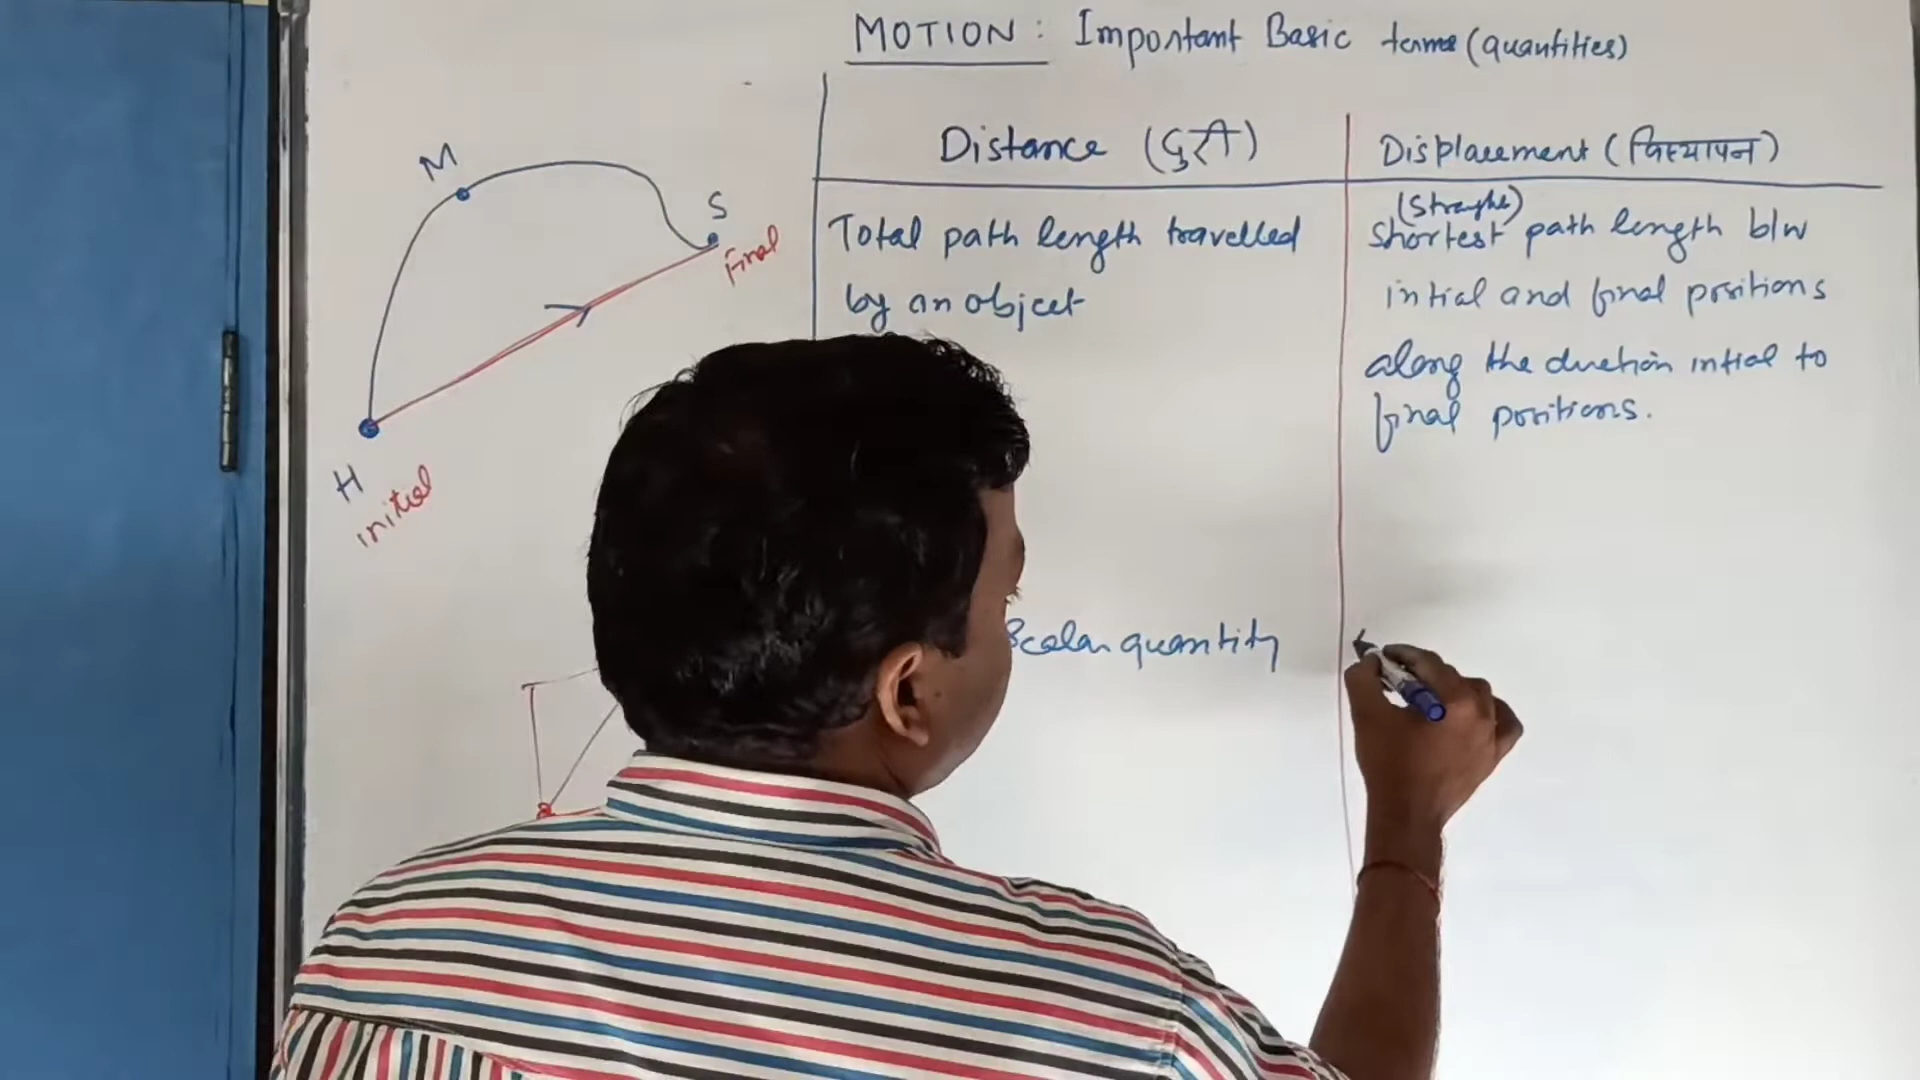 MOTION: Important Basic terms (quantities)
Distance (दुरी)
Displacement (विस्थापन)
Total path length travelled
by an object
(Straight)
Shortest path length b/w
intial and final positions
along the direction intial to
final positions.
Scalar quantity
M
S
Final
H
initial